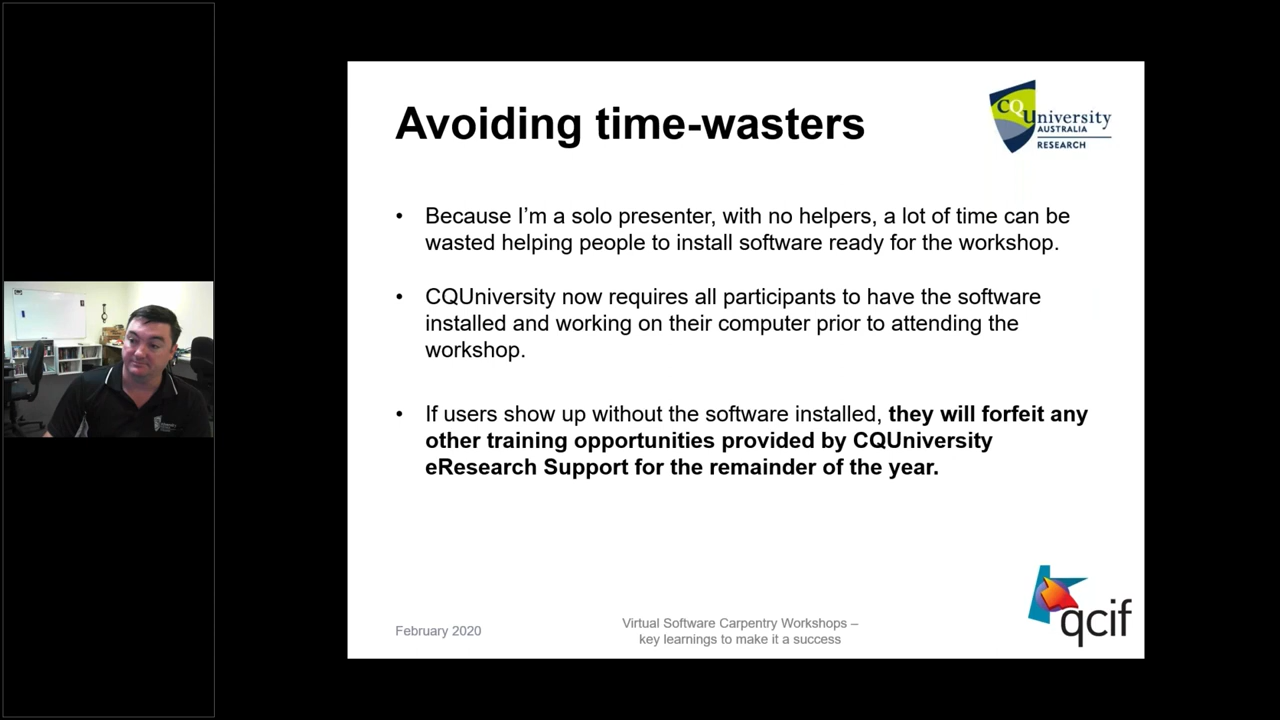 Avoiding time-wasters
CQUniversity
AUSTRALIA
RESEARCH
• Because I'm a solo presenter, with no helpers, a lot of time can be
wasted helping people to install software ready for the workshop.
• CQUniversity now requires all participants to have the software
installed and working on their computer prior to attending the
workshop.
• If users show up without the software installed, they will forfeit any
other training opportunities provided by CQUniversity
eResearch Support for the remainder of the year.
February 2020
Virtual Software Carpentry Workshops –
key learnings to make it a success
qcif